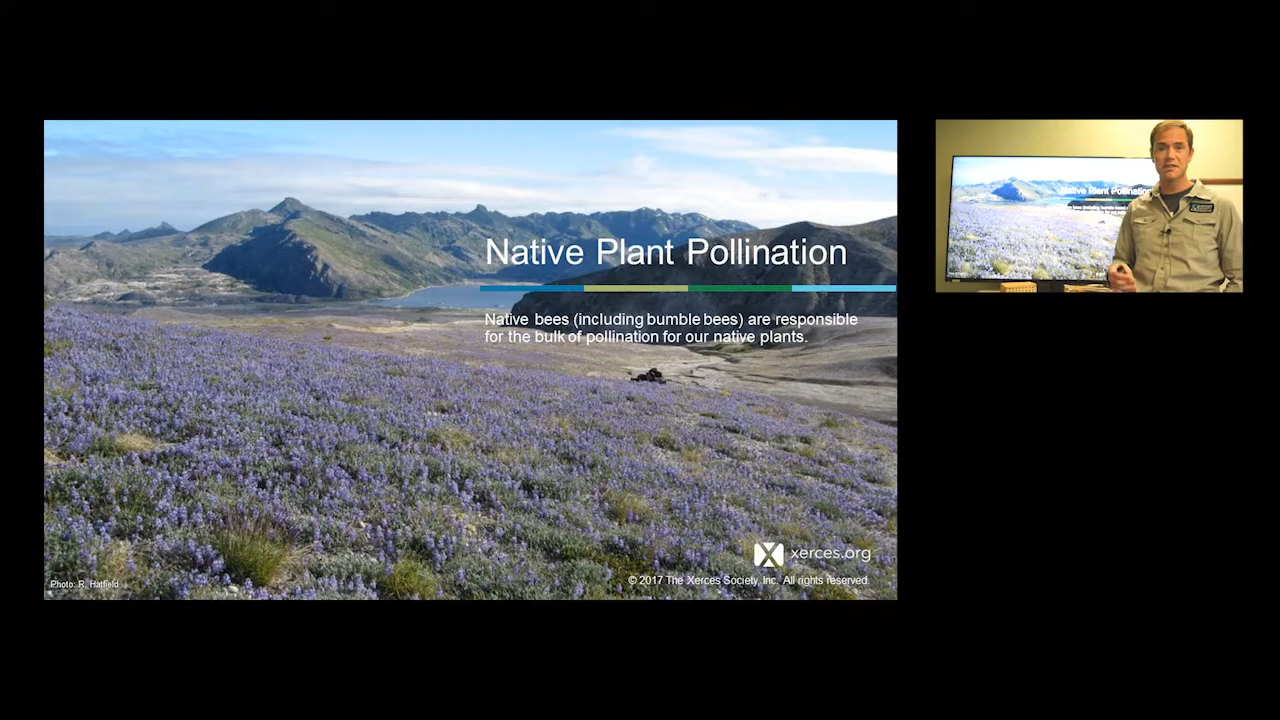 Native Plant Pollination
Native bees (including bumble bees) are responsible
for the bulk of pollination for our native plants.
xerces.org
© 2017 The Xerces Society, Inc. All rights reserved.
Photo: R. Hatfield
Native Plant Pollination